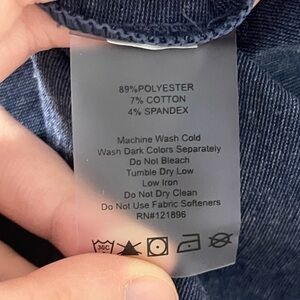 89%POLYESTER
7% COTTON
4% SPANDEX
Machine Wash Cold
Wash Dark Colors Separately
Do Not Bleach
Tumble Dry Low
Low Iron
Do Not Dry Clean
Do Not Use Fabric Softeners
RN#121896
30C